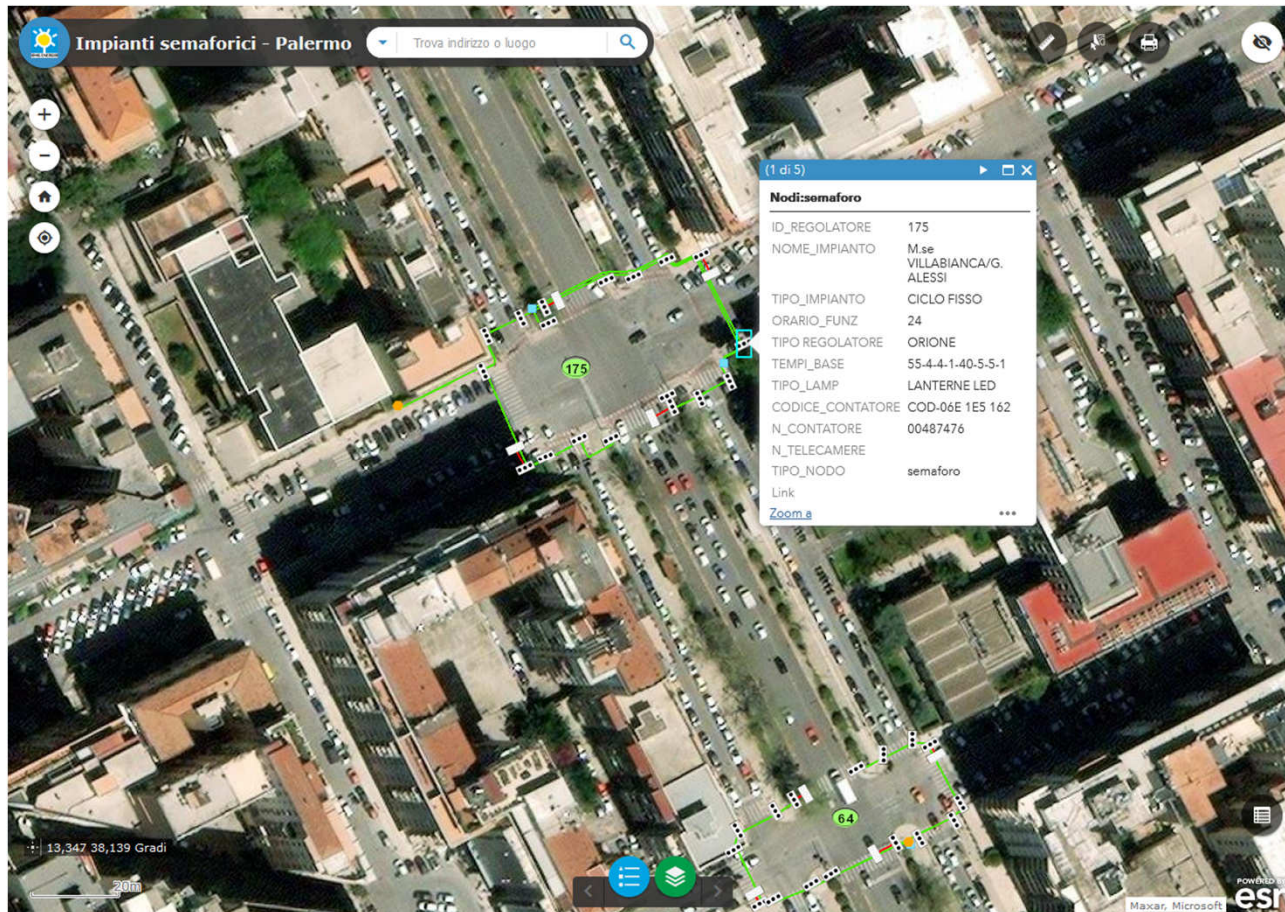 Impianti semaforici - Palermo
Trova indirizzo o luogo
(1 di 5)
Nodi:semaforo
ID_REGOLATORE 175
NOME_IMPIANTO M.se
VILLABIANCA/G.
ALESSI
TIPO_IMPIANTO CICLO FISSO
ORARIO_FUNZ 24
TIPO REGOLATORE ORIONE
TEMPI_BASE 55-4-4-1-40-5-5-1
TIPO_LAMP LANTERNE LED
CODICE_CONTATORE COD-06E 1E5 162
N_CONTATORE 00487476
N_TELECAMERE
TIPO_NODO semaforo
Link
Zoom a
175
64
13,347 38,139 Gradi
20m
POWERED BY
esri
Maxar, Microsoft